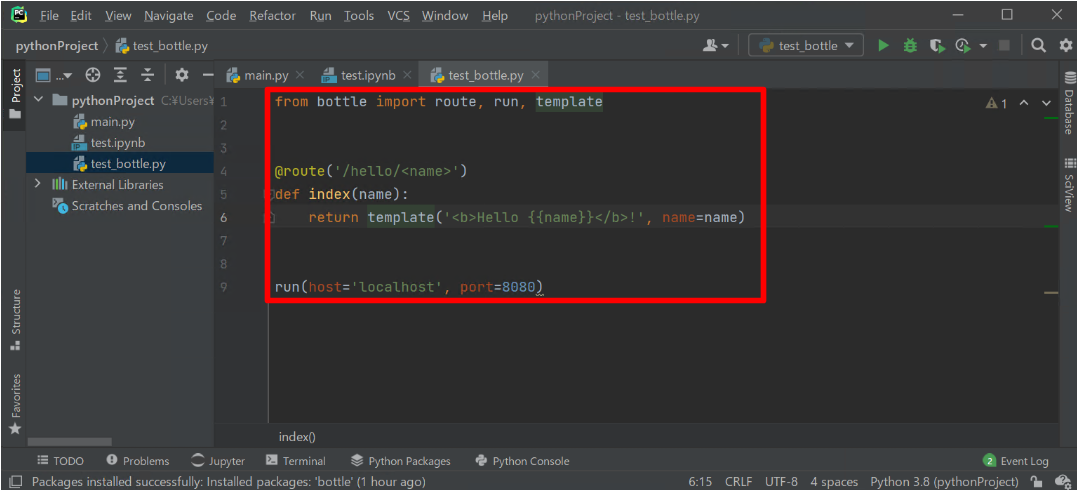 PC File Edit View Navigate Code Refactor Run Tools VCS Window Help pythonProject - test_bottle.py
pythonProject test_bottle.py test_bottle
Project ... main.py test.ipynb test_bottle.py
pythonProject C:¥Users¥
main.py
test.ipynb
test_bottle.py
External Libraries
Scratches and Consoles
1 from bottle import route, run, template
2
3
4 @route('/hello/<name>')
5 def index(name):
6     return template('<b>Hello {{name}}</b>!', name=name)
7
8
9 run(host='localhost', port=8080)
1
Database
SciView
Structure
Favorites
index()
TODO Problems Jupyter Terminal Python Packages Python Console 2 Event Log
Packages installed successfully: Installed packages: 'bottle' (1 hour ago) 6:15 CRLF UTF-8 4 spaces Python 3.8 (pythonProject)